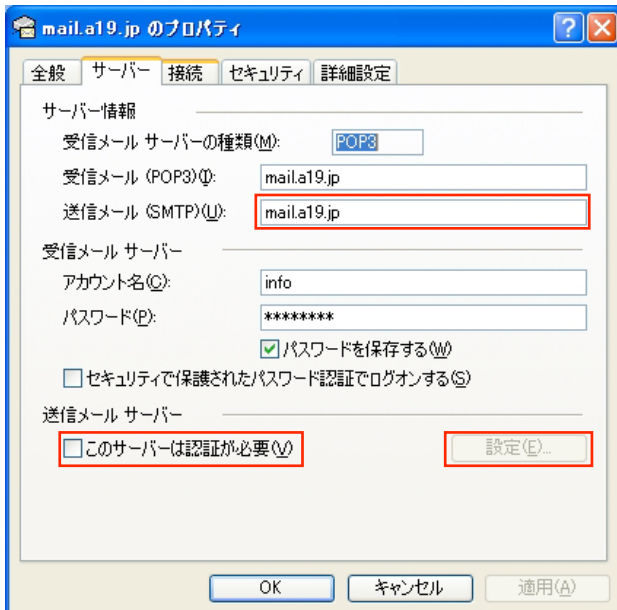 mail.a19.jp のプロパティ
全般 サーバー 接続 セキュリティ 詳細設定
サーバー情報
受信メール サーバーの種類(M): POP3
受信メール (POP3)(I): mail.a19.jp
送信メール (SMTP)(U): mail.a19.jp
受信メール サーバー
アカウント名(C): info
パスワード(P): ********
パスワードを保存する(W)
セキュリティで保護されたパスワード認証でログオンする(S)
送信メール サーバー
このサーバーは認証が必要(V) 設定(E)...
OK キャンセル 適用(A)